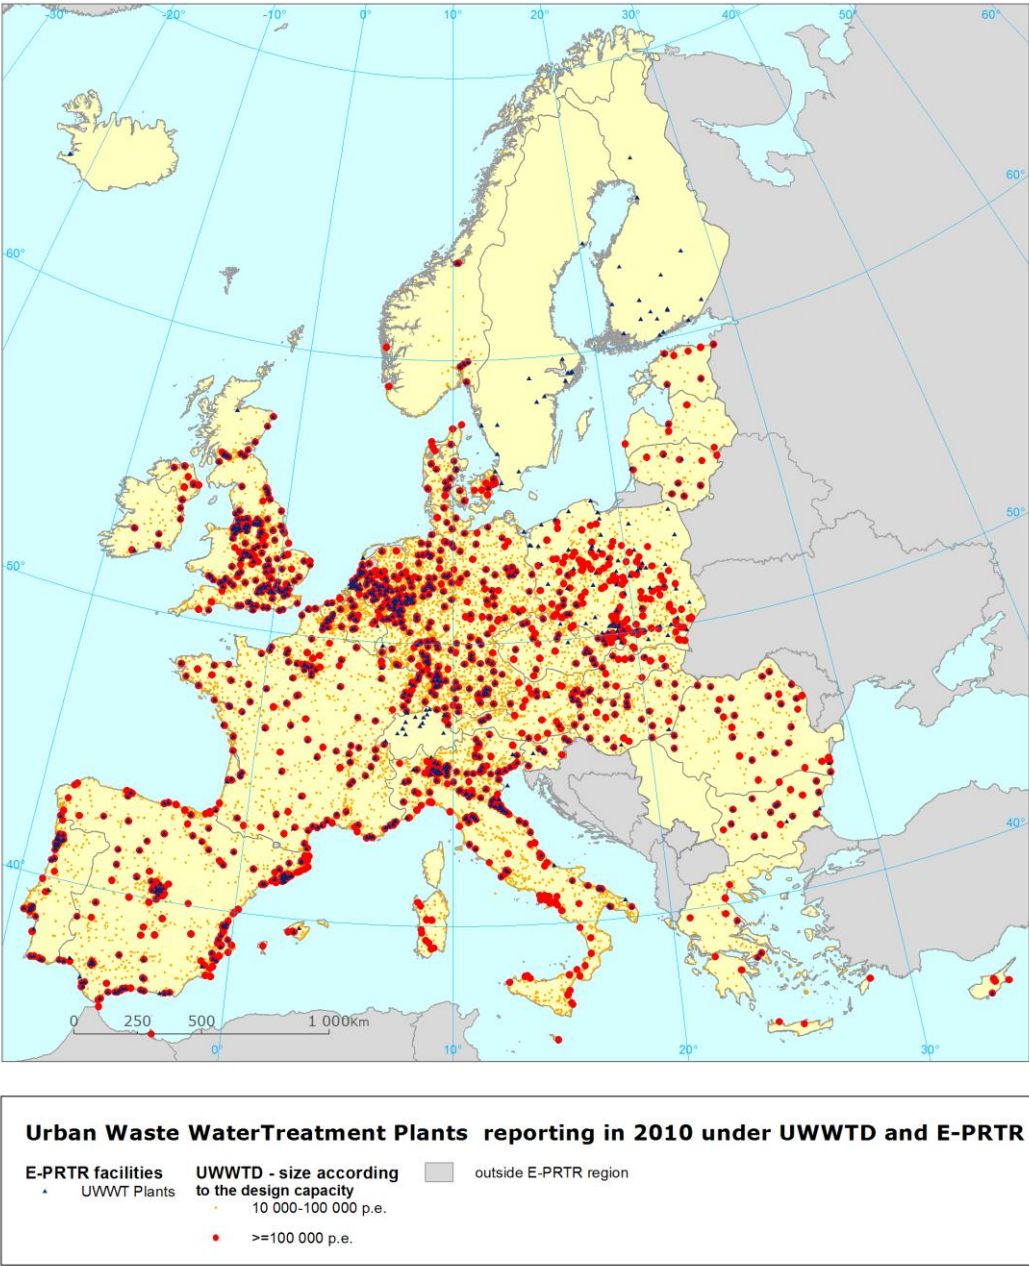 -30° -20° -10° 0° 10° 20° 30° 40° 50° 60°
60°
60°
50°
50°
40°
40°
0 250 500 1 000Km
0° 10° 20° 30°
Urban Waste WaterTreatment Plants reporting in 2010 under UWWTD and E-PRTR
E-PRTR facilities UWWTD - size according outside E-PRTR region
UWWT Plants to the design capacity
10 000-100 000 p.e.
>=100 000 p.e.